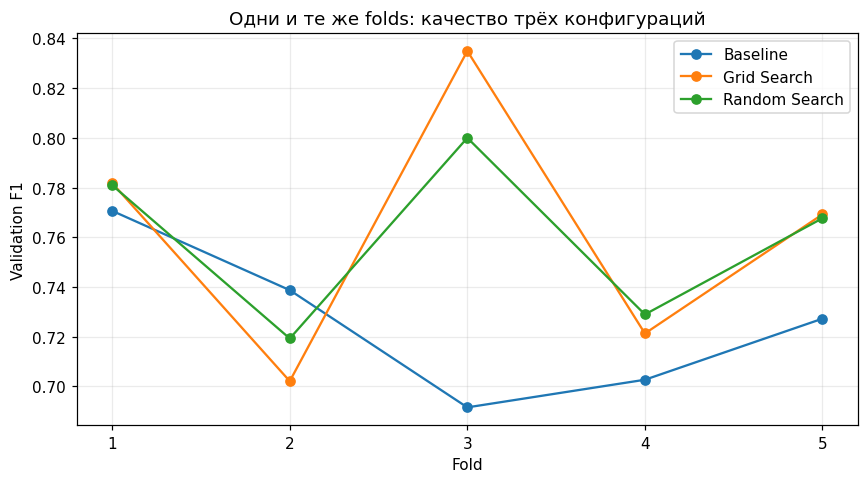 Одни и те же folds: качество трёх конфигураций
Baseline
Grid Search
Random Search
Validation F1
0.84
0.82
0.80
0.78
0.76
0.74
0.72
0.70
1 2 3 4 5
Fold